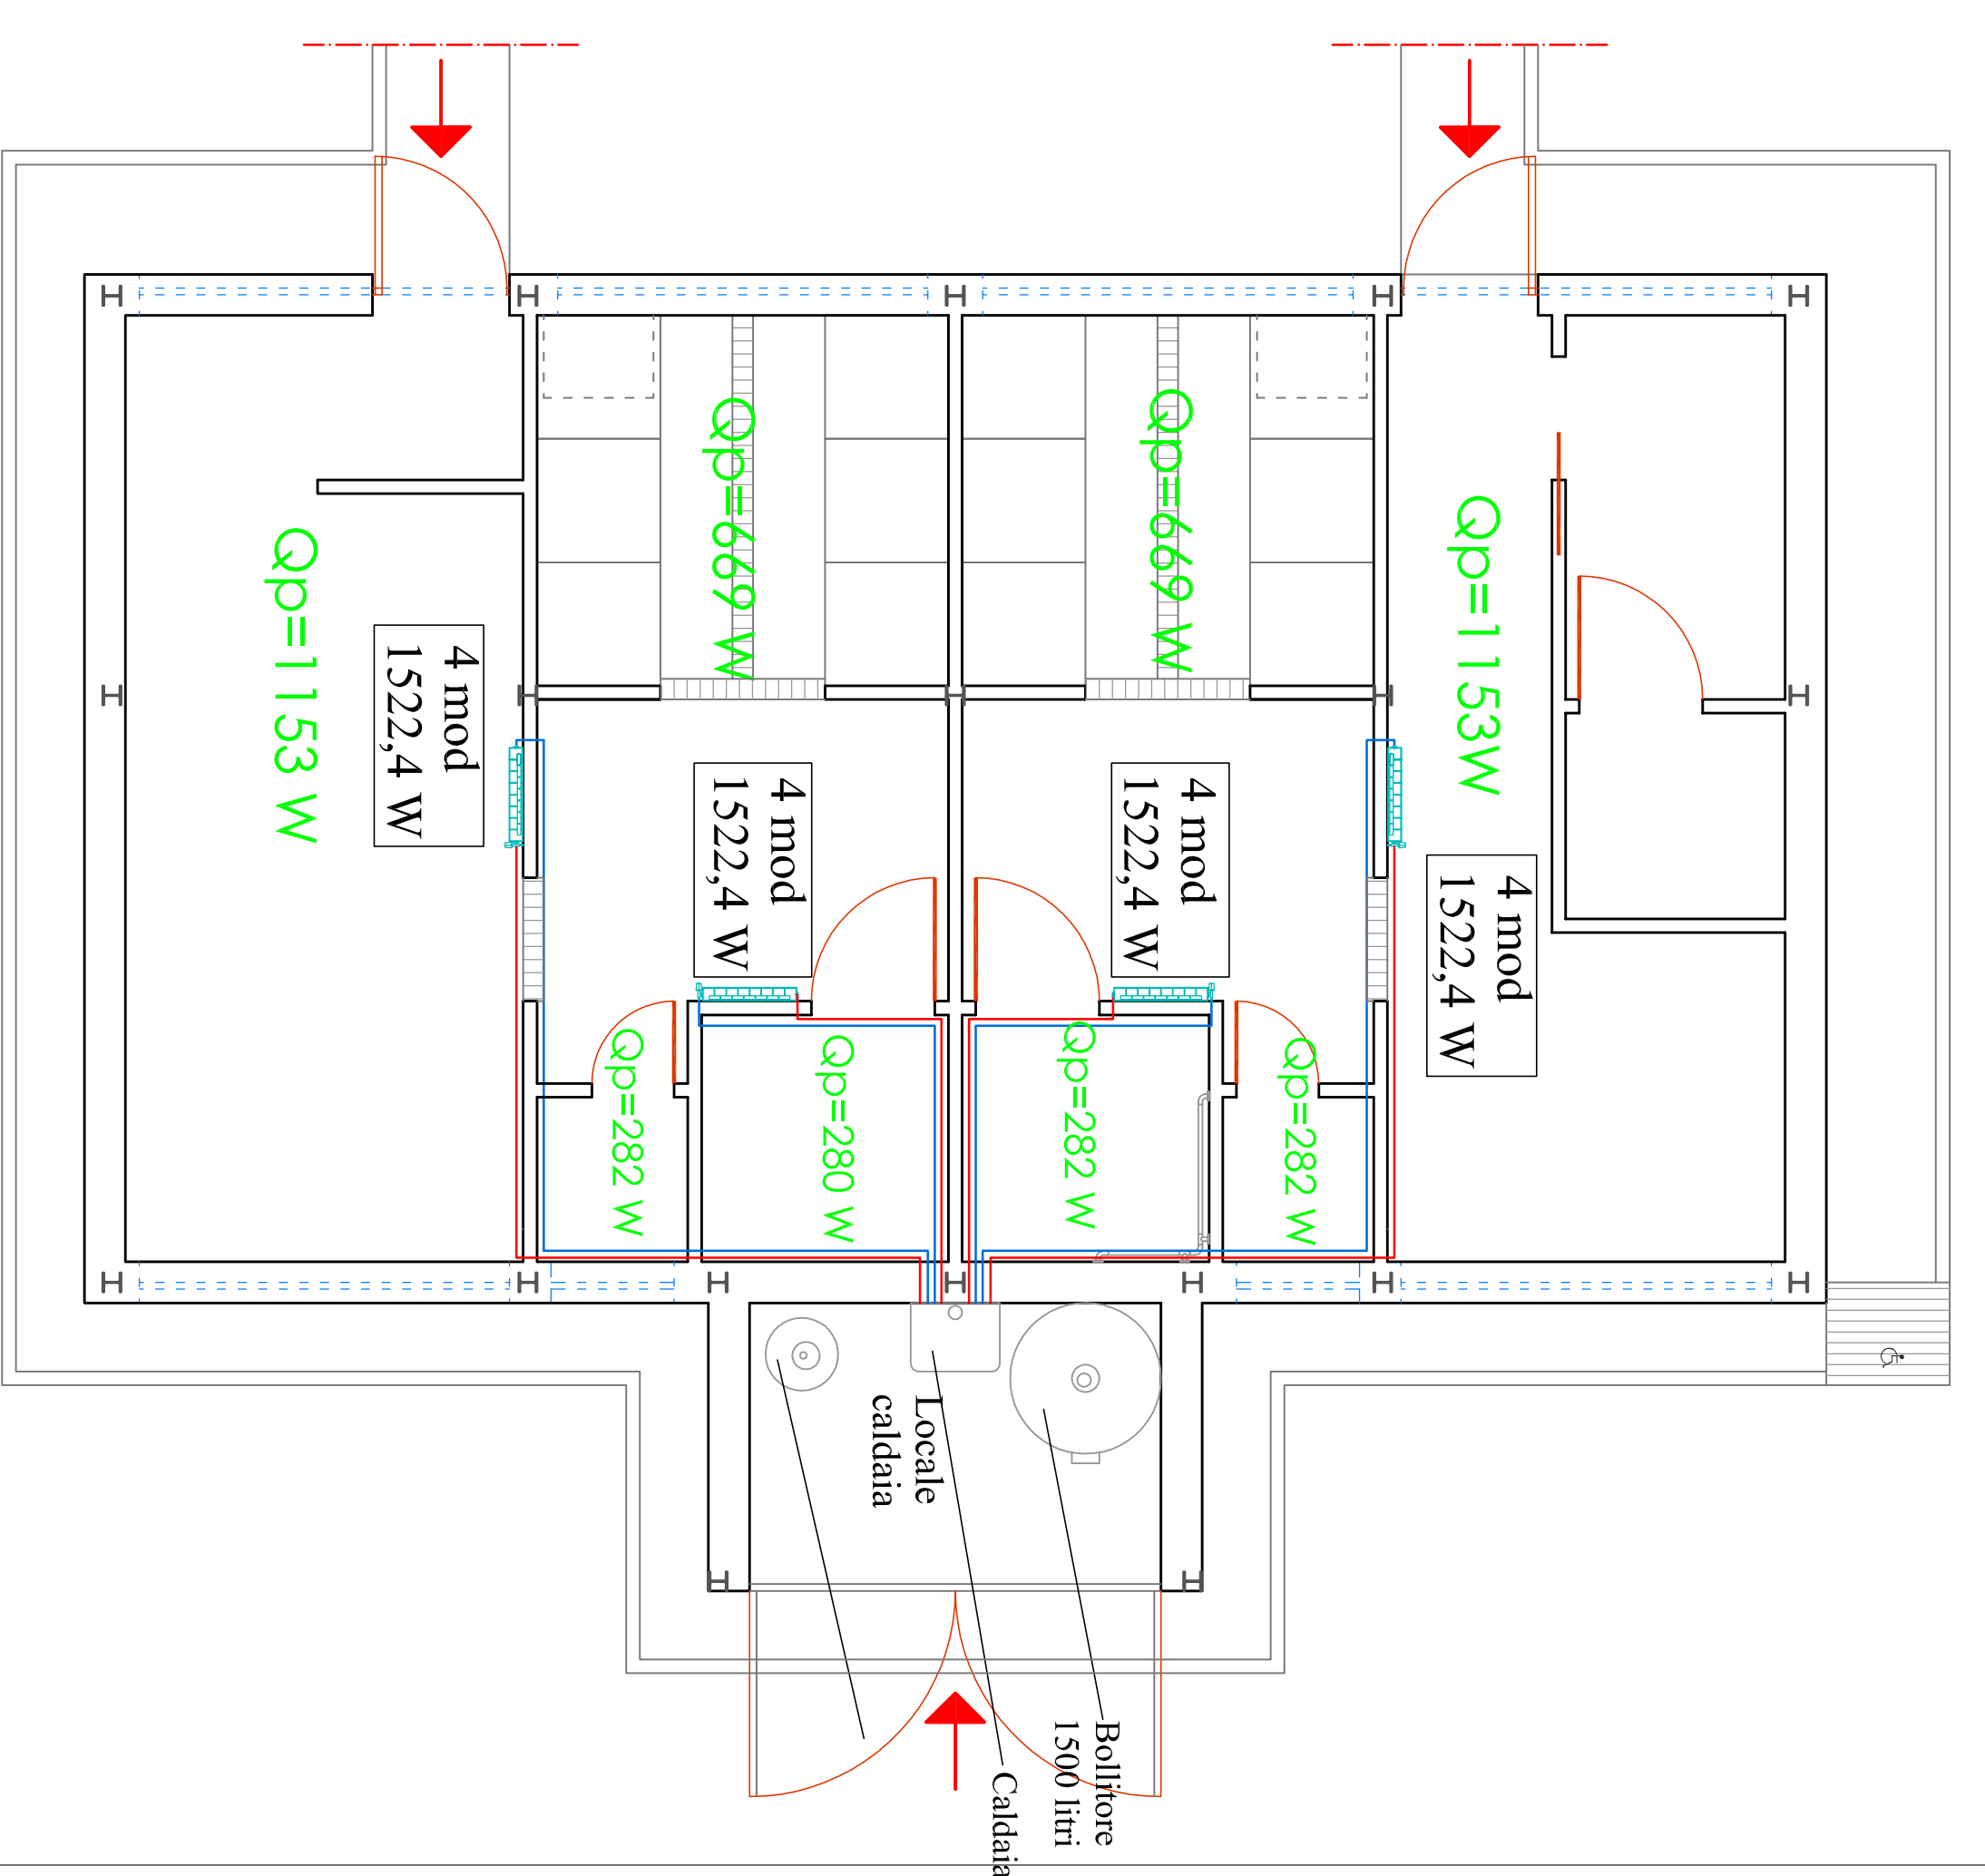 Qp=1153W
Qp=669 W
Qp=669 W
Qp=1153 W
4 mod
1522,4 W
4 mod
1522,4 W
4 mod
1522,4 W
4 mod
1522,4 W
Qp=282 W
Qp=282 W
Qp=280 W
Qp=282 W
Locale
caldaia
Bollitore
1500 litri
Caldaia